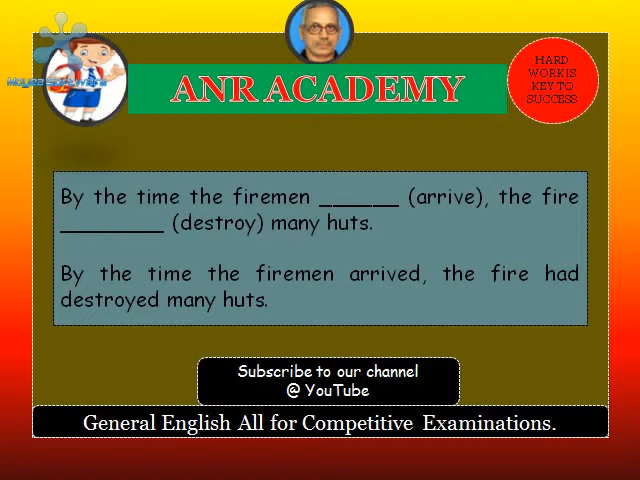 Moyea Software
ANR ACADEMY
HARD
WORK IS
KEY TO
SUCCESS
By the time the firemen ______ (arrive), the fire
________ (destroy) many huts.
By the time the firemen arrived, the fire had
destroyed many huts.
Subscribe to our channel
@ YouTube
General English All for Competitive Examinations.